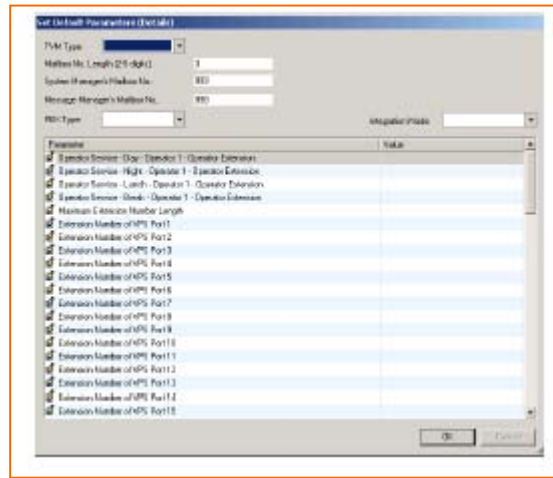 Set Default Parameters (Details)
TVM Type
Mailbox No. Length (2-5 digits) 3
System Manager's Mailbox No.
Message Manager's Mailbox No.
PBX Type
Integration Mode
Parameter Value
Operator Service - Day - Operator 1 - Operator Extension
Operator Service - Night - Operator 1 - Operator Extension
Operator Service - Lunch - Operator 1 - Operator Extension
Operator Service - Break - Operator 1 - Operator Extension
Maximum Extension Number Length
Extension Number of VPS Port 1
Extension Number of VPS Port 2
Extension Number of VPS Port 3
Extension Number of VPS Port 4
Extension Number of VPS Port 5
Extension Number of VPS Port 6
Extension Number of VPS Port 7
Extension Number of VPS Port 8
Extension Number of VPS Port 9
Extension Number of VPS Port 10
Extension Number of VPS Port 11
Extension Number of VPS Port 12
Extension Number of VPS Port 13
Extension Number of VPS Port 14
Extension Number of VPS Port 15
OK Cancel